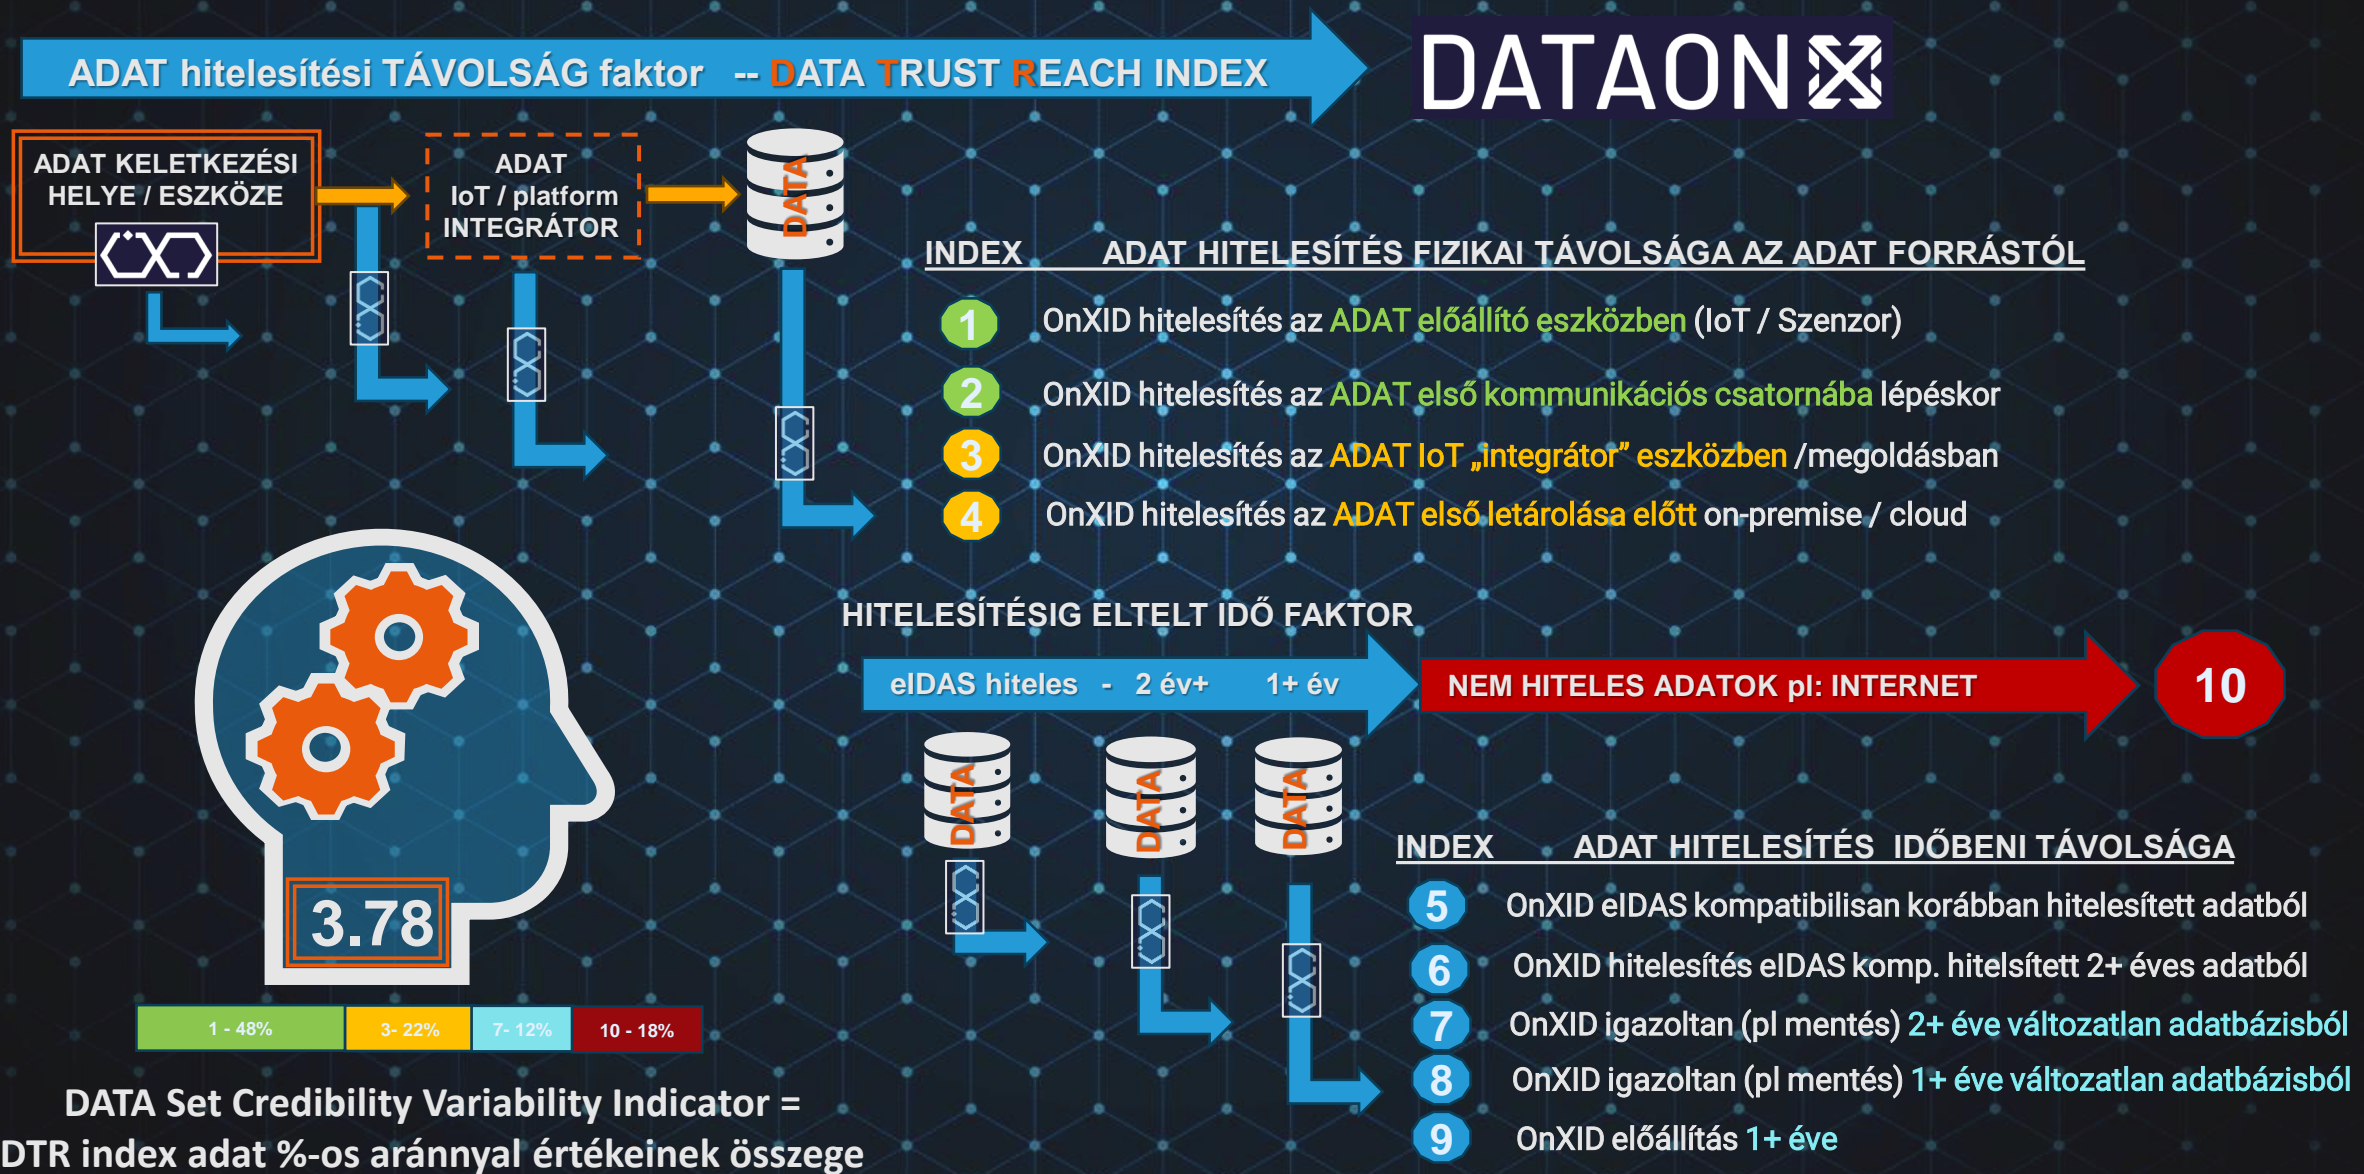 ADAT hitelesítési TÁVOLSÁG faktor -- DATA TRUST REACH INDEX
DATAONX
ADAT KELETKEZÉSI
HELYE / ESZKÖZE
ADAT
IoT / platform
INTEGRÁTOR
DATA
INDEX ADAT HITELESÍTÉS FIZIKAI TÁVOLSÁGA AZ ADAT FORRÁSTÓL
1 OnXID hitelesítés az ADAT előállító eszközben (IoT / Szenzor)
2 OnXID hitelesítés az ADAT első kommunikációs csatornába lépéskor
3 OnXID hitelesítés az ADAT IoT „integrátor” eszközben /megoldásban
4 OnXID hitelesítés az ADAT első letárolása előtt on-premise / cloud
HITELESÍTÉSIG ELTELT IDŐ FAKTOR
eIDAS hiteles - 2 év+ 1+ év
NEM HITELES ADATOK pl: INTERNET
10
DATA
DATA
DATA
INDEX ADAT HITELESÍTÉS IDŐBENI TÁVOLSÁGA
5 OnXID eIDAS kompatibilisan korábban hitelesített adatból
6 OnXID hitelesítés eIDAS komp. hitelsített 2+ éves adatból
7 OnXID igazoltan (pl mentés) 2+ éve változatlan adatbázisból
8 OnXID igazoltan (pl mentés) 1+ éve változatlan adatbázisból
9 OnXID előállítás 1+ éve
3.78
1 - 48%
3- 22%
7- 12%
10 - 18%
DATA Set Credibility Variability Indicator =
DTR index adat %-os aránnyal értékeinek összege